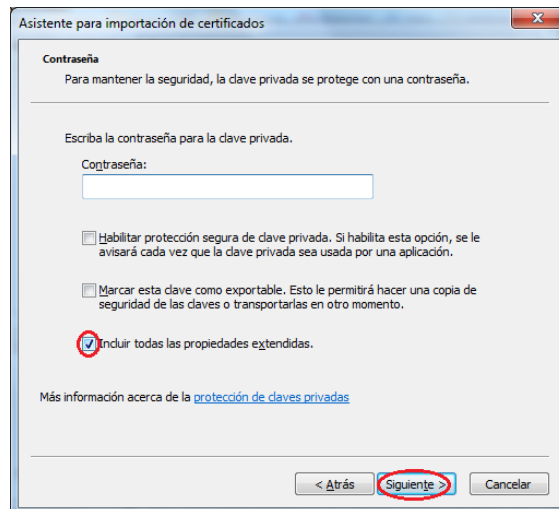 Asistente para importación de certificados
Contraseña
Para mantener la seguridad, la clave privada se protege con una contraseña.
Escriba la contraseña para la clave privada.
Contraseña:
Habilitar protección segura de clave privada. Si habilita esta opción, se le
avisará cada vez que la clave privada sea usada por una aplicación.
Marcar esta clave como exportable. Esto le permitirá hacer una copia de
seguridad de las claves o transportarlas en otro momento.
Incluir todas las propiedades extendidas.
Más información acerca de la protección de claves privadas
< Atrás Siguiente > Cancelar